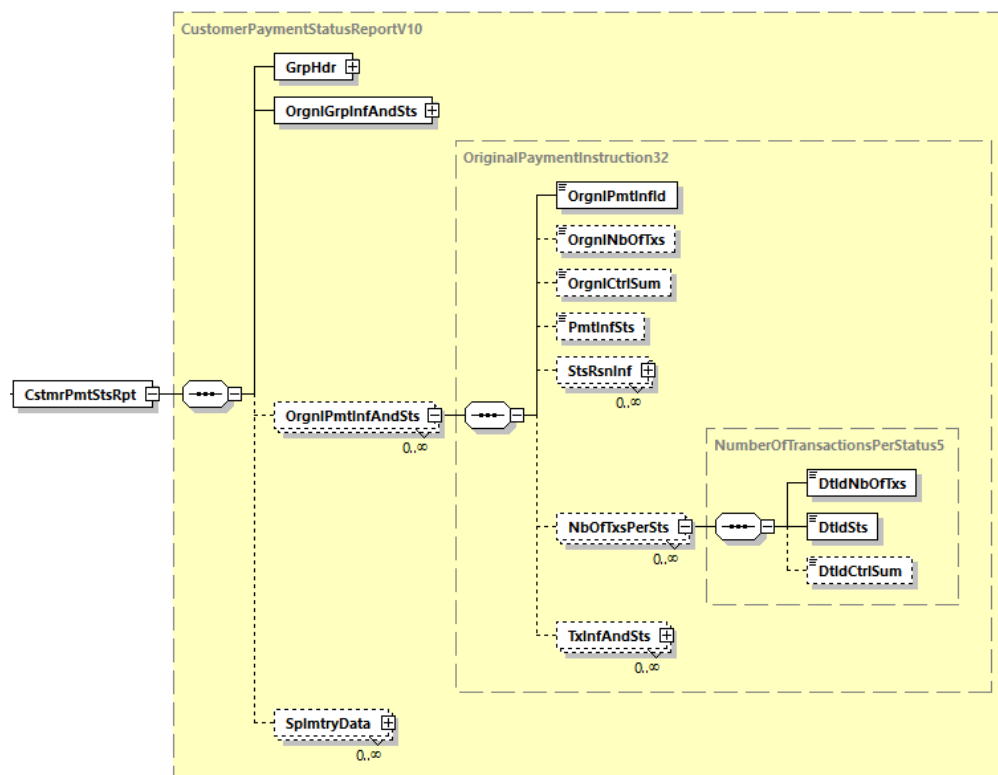 CustomerPaymentStatusReportV10
GrpHdr
OrgnlGrpInfAndSts
OriginalPaymentInstruction32
OrgnlPmtInfId
OrgnlNbOfTxs
OrgnlCtrlSum
PmtInfSts
StsRsnInf
0..∞
CstmrPmtStsRpt
OrgnlPmtInfAndSts
0..∞
NumberOfTransactionsPerStatus5
DtldNbOfTxs
NbOfTxsPerSts
0..∞
DtldSts
DtldCtrlSum
TxInfAndSts
0..∞
SplmtryData
0..∞